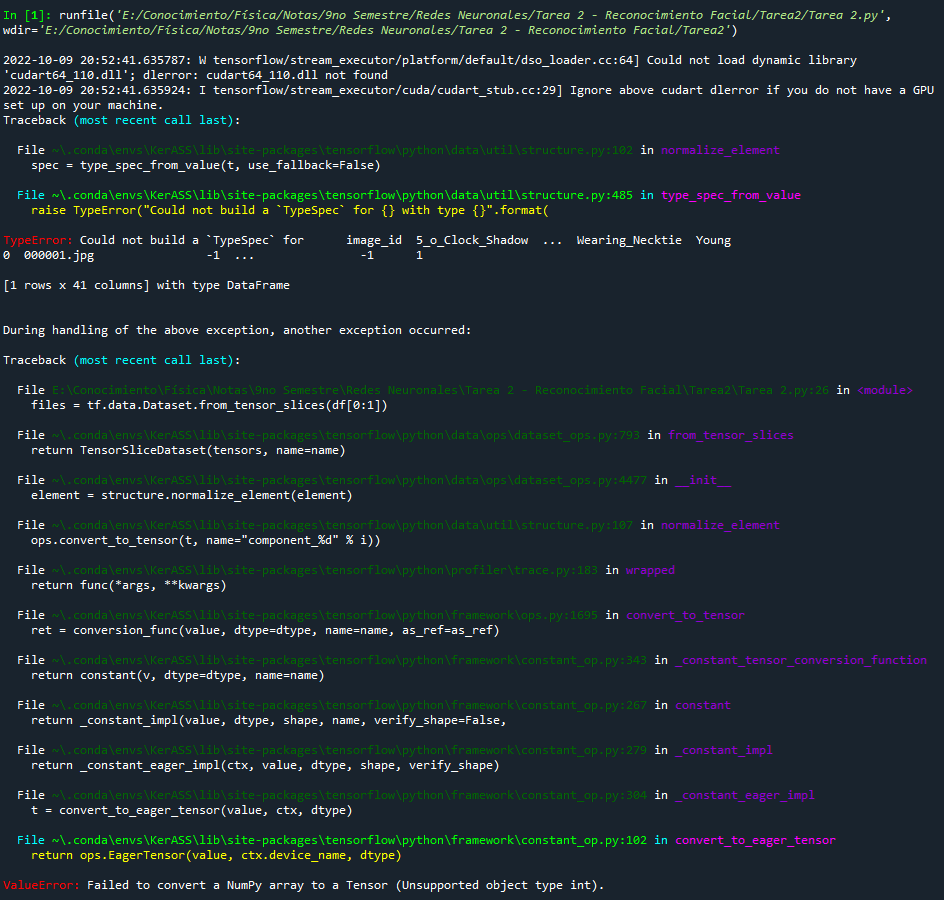 In [1]: runfile('E:/Conocimiento/Física/Notas/9no Semestre/Redes Neuronales/Tarea 2 - Reconocimiento Facial/Tarea2/Tarea 2.py',
wdir='E:/Conocimiento/Física/Notas/9no Semestre/Redes Neuronales/Tarea 2 - Reconocimiento Facial/Tarea2')
2022-10-09 20:52:41.635787: W tensorflow/stream_executor/platform/default/dso_loader.cc:64] Could not load dynamic library
'cudart64_110.dll'; dlerror: cudart64_110.dll not found
2022-10-09 20:52:41.635924: I tensorflow/stream_executor/cuda/cudart_stub.cc:29] Ignore above cudart dlerror if you do not have a GPU
set up on your machine.
Traceback (most recent call last):
File ~\.conda\envs\KerASS\lib\site-packages\tensorflow\python\data\util\structure.py:102 in normalize_element
spec = type_spec_from_value(t, use_fallback=False)
File ~\.conda\envs\KerASS\lib\site-packages\tensorflow\python\data\util\structure.py:485 in type_spec_from_value
raise TypeError("Could not build a `TypeSpec` for {} with type {}".format(
TypeError: Could not build a `TypeSpec` for      image_id  5_o_Clock_Shadow  ...  Wearing_Necktie  Young
0  000001.jpg                -1  ...               -1      1
[1 rows x 41 columns] with type DataFrame
During handling of the above exception, another exception occurred:
Traceback (most recent call last):
File E:\Conocimiento\Física\Notas\9no Semestre\Redes Neuronales\Tarea 2 - Reconocimiento Facial\Tarea2\Tarea 2.py:26 in <module>
files = tf.data.Dataset.from_tensor_slices(df[0:1])
File ~\.conda\envs\KerASS\lib\site-packages\tensorflow\python\data\ops\dataset_ops.py:793 in from_tensor_slices
return TensorSliceDataset(tensors, name=name)
File ~\.conda\envs\KerASS\lib\site-packages\tensorflow\python\data\ops\dataset_ops.py:4477 in __init__
element = structure.normalize_element(element)
File ~\.conda\envs\KerASS\lib\site-packages\tensorflow\python\data\util\structure.py:107 in normalize_element
ops.convert_to_tensor(t, name="component_%d" % i))
File ~\.conda\envs\KerASS\lib\site-packages\tensorflow\python\profiler\trace.py:183 in wrapped
return func(*args, **kwargs)
File ~\.conda\envs\KerASS\lib\site-packages\tensorflow\python\framework\ops.py:1695 in convert_to_tensor
ret = conversion_func(value, dtype=dtype, name=name, as_ref=as_ref)
File ~\.conda\envs\KerASS\lib\site-packages\tensorflow\python\framework\constant_op.py:343 in _constant_tensor_conversion_function
return constant(v, dtype=dtype, name=name)
File ~\.conda\envs\KerASS\lib\site-packages\tensorflow\python\framework\constant_op.py:267 in constant
return _constant_impl(value, dtype, shape, name, verify_shape=False,
File ~\.conda\envs\KerASS\lib\site-packages\tensorflow\python\framework\constant_op.py:279 in _constant_impl
return _constant_eager_impl(ctx, value, dtype, shape, verify_shape)
File ~\.conda\envs\KerASS\lib\site-packages\tensorflow\python\framework\constant_op.py:304 in _constant_eager_impl
t = convert_to_eager_tensor(value, ctx, dtype)
File ~\.conda\envs\KerASS\lib\site-packages\tensorflow\python\framework\constant_op.py:102 in convert_to_eager_tensor
return ops.EagerTensor(value, ctx.device_name, dtype)
ValueError: Failed to convert a NumPy array to a Tensor (Unsupported object type int).